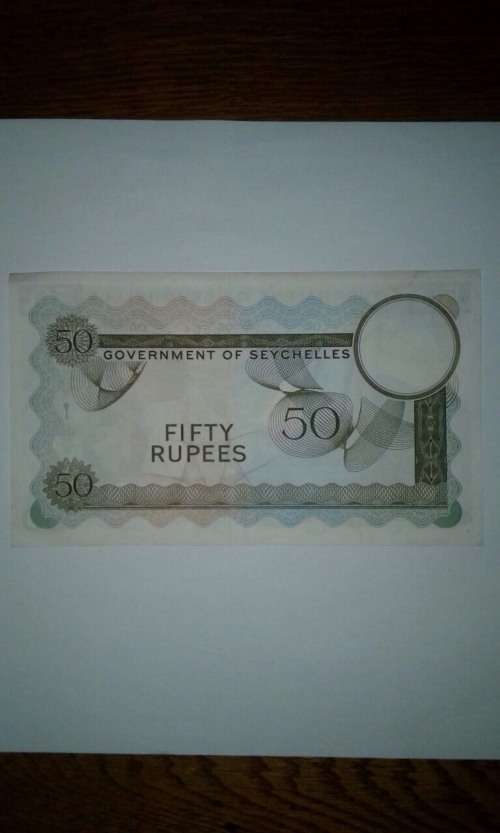 50
GOVERNMENT OF SEYCHELLES
FIFTY
RUPEES
50
50